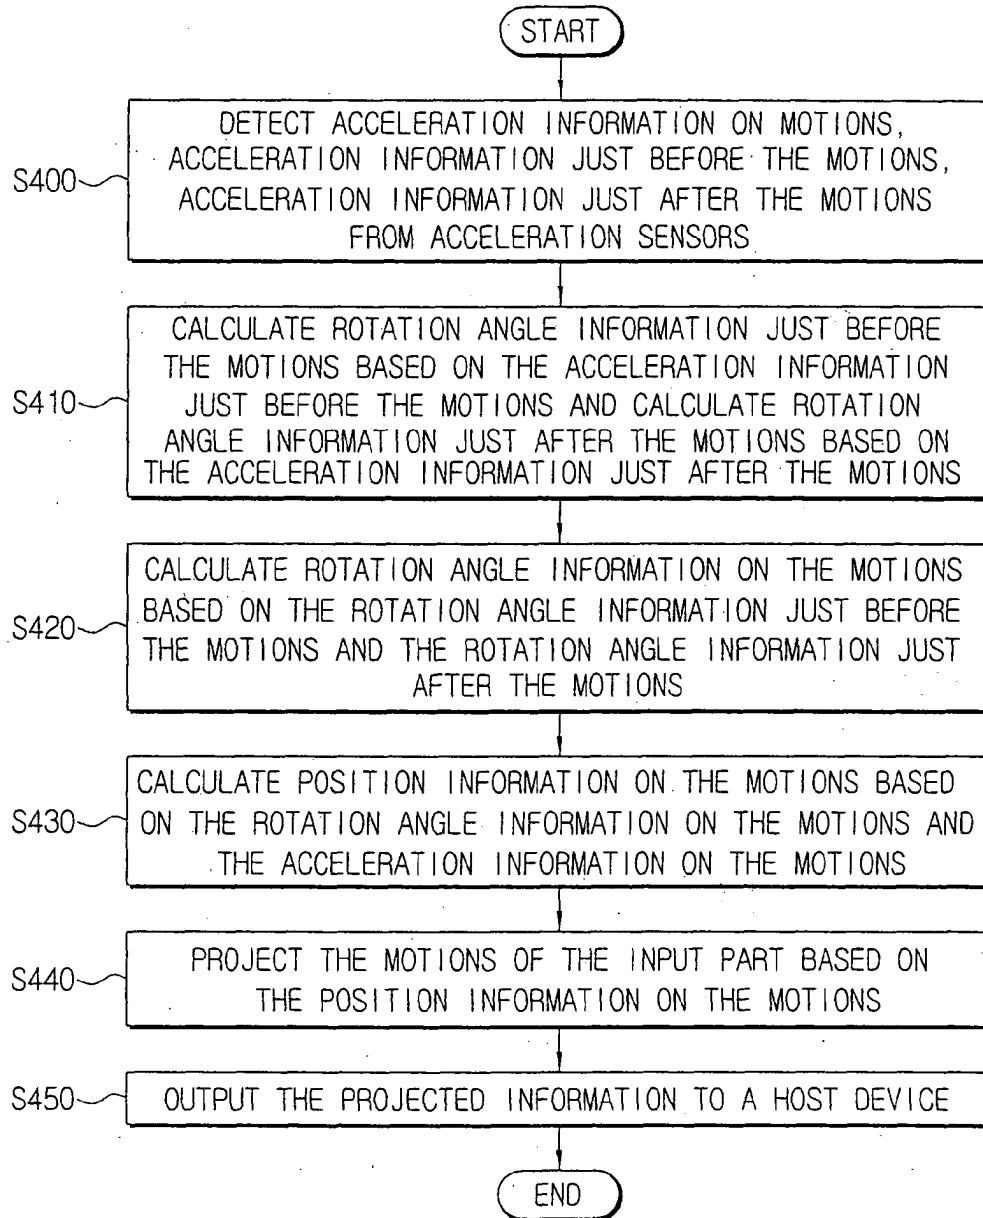 START
S400
DETECT ACCELERATION INFORMATION ON MOTIONS,
ACCELERATION INFORMATION JUST BEFORE THE MOTIONS,
ACCELERATION INFORMATION JUST AFTER THE MOTIONS
FROM ACCELERATION SENSORS
S410
CALCULATE ROTATION ANGLE INFORMATION JUST BEFORE
THE MOTIONS BASED ON THE ACCELERATION INFORMATION
JUST BEFORE THE MOTIONS AND CALCULATE ROTATION
ANGLE INFORMATION JUST AFTER THE MOTIONS BASED ON
THE ACCELERATION INFORMATION JUST AFTER THE MOTIONS
S420
CALCULATE ROTATION ANGLE INFORMATION ON THE MOTIONS
BASED ON THE ROTATION ANGLE INFORMATION JUST BEFORE
THE MOTIONS AND THE ROTATION ANGLE INFORMATION JUST
AFTER THE MOTIONS
S430
CALCULATE POSITION INFORMATION ON THE MOTIONS BASED
ON THE ROTATION ANGLE INFORMATION ON THE MOTIONS AND
THE ACCELERATION INFORMATION ON THE MOTIONS
S440
PROJECT THE MOTIONS OF THE INPUT PART BASED ON
THE POSITION INFORMATION ON THE MOTIONS
S450
OUTPUT THE PROJECTED INFORMATION TO A HOST DEVICE
END